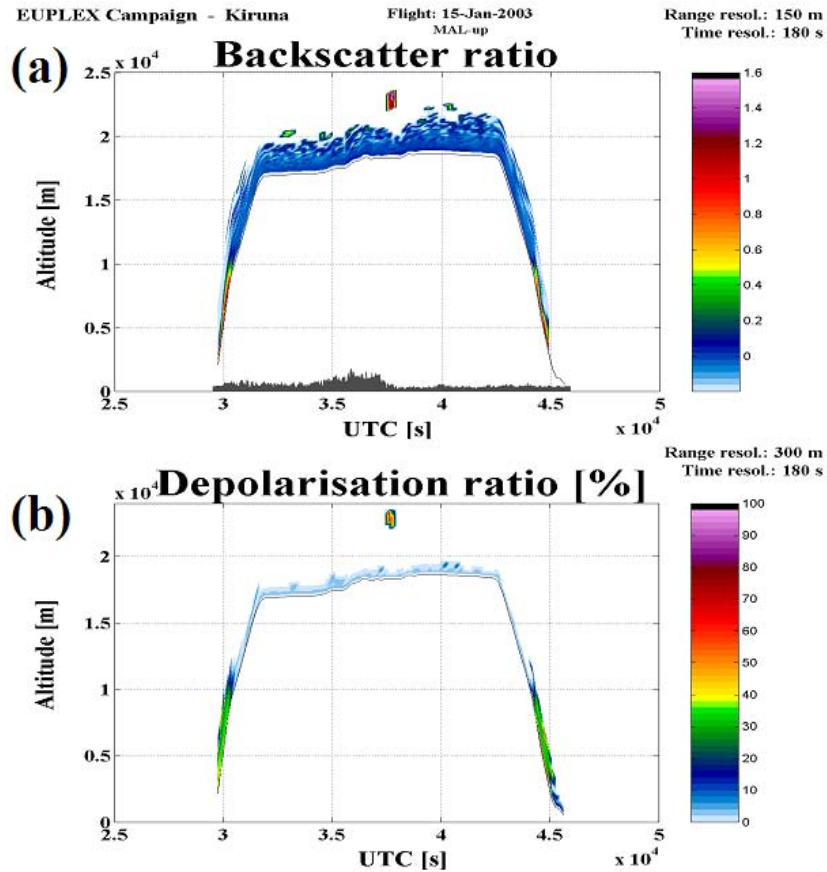 EUPLEX Campaign - Kiruna
Flight: 15-Jan-2003
MAL-up
Range resol.: 150 m
Time resol.: 180 s
(a)
x 10⁴
Backscatter ratio
2.5
2
1.5
1
0.5
0
Altitude [m]
2.5
3
3.5
4
4.5
5
UTC [s]
x 10⁴
1.6
1.4
1.2
1
0.8
0.6
0.4
0.2
0
Range resol.: 300 m
Time resol.: 180 s
(b)
x 10⁴
Depolarisation ratio [%]
2
1.5
1
0.5
0
Altitude [m]
2.5
3
3.5
4
4.5
5
UTC [s]
x 10⁴
100
90
80
70
60
50
40
30
20
10
0